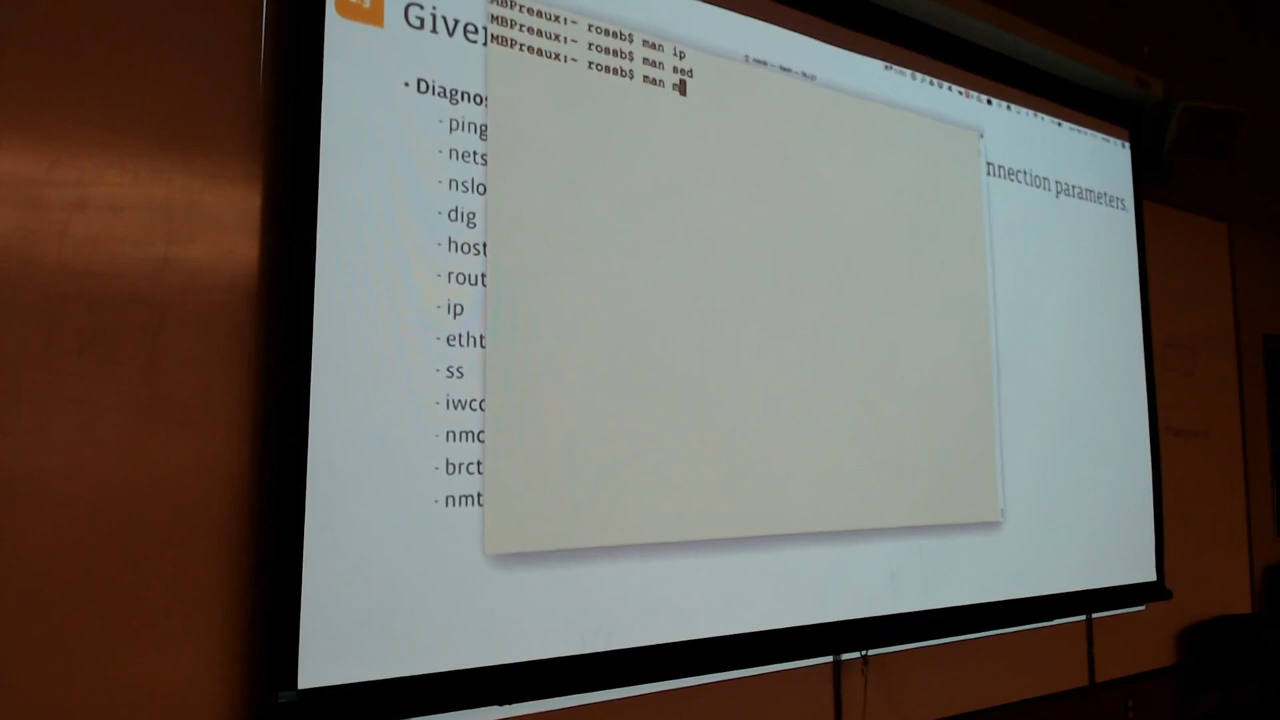 Give
nnection parameters.
MBPreaux:~ rossb$ man ip
MBPreaux:~ rossb$ man sed
MBPreaux:~ rossb$ man m
• Diagnos
- ping
- nets
- nslo
- dig
- host
- rout
- ip
- etht
- ss
- iwco
- nmc
- brct
- nmt